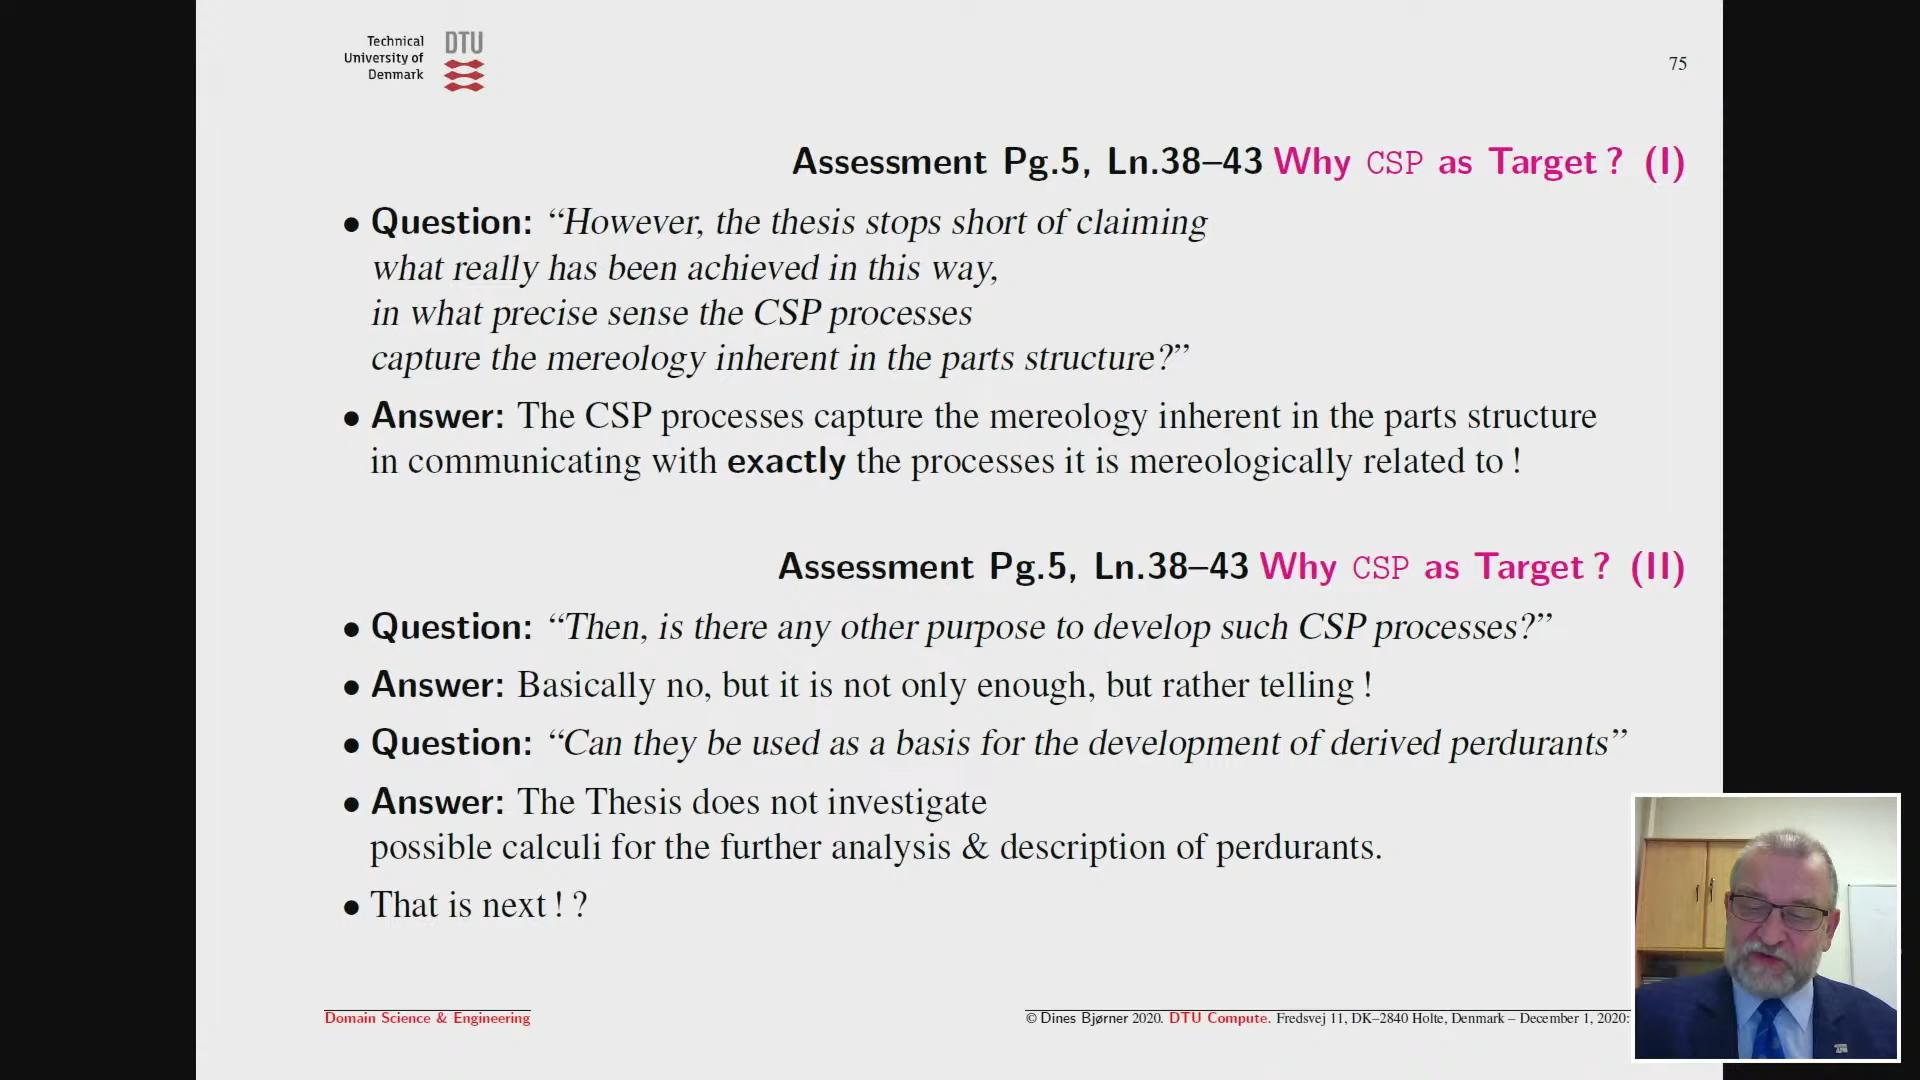 Technical
University of
Denmark
DTU
75
Assessment Pg.5, Ln.38–43 Why CSP as Target ? (I)
• Question: “However, the thesis stops short of claiming
what really has been achieved in this way,
in what precise sense the CSP processes
capture the mereology inherent in the parts structure?”
• Answer: The CSP processes capture the mereology inherent in the parts structure
in communicating with exactly the processes it is mereologically related to !
Assessment Pg.5, Ln.38–43 Why CSP as Target ? (II)
• Question: “Then, is there any other purpose to develop such CSP processes?”
• Answer: Basically no, but it is not only enough, but rather telling !
• Question: “Can they be used as a basis for the development of derived perdurants”
• Answer: The Thesis does not investigate
possible calculi for the further analysis & description of perdurants.
• That is next ! ?
Domain Science & Engineering
© Dines Bjørner 2020. DTU Compute. Fredsvej 11, DK–2840 Holte, Denmark – December 1, 2020: